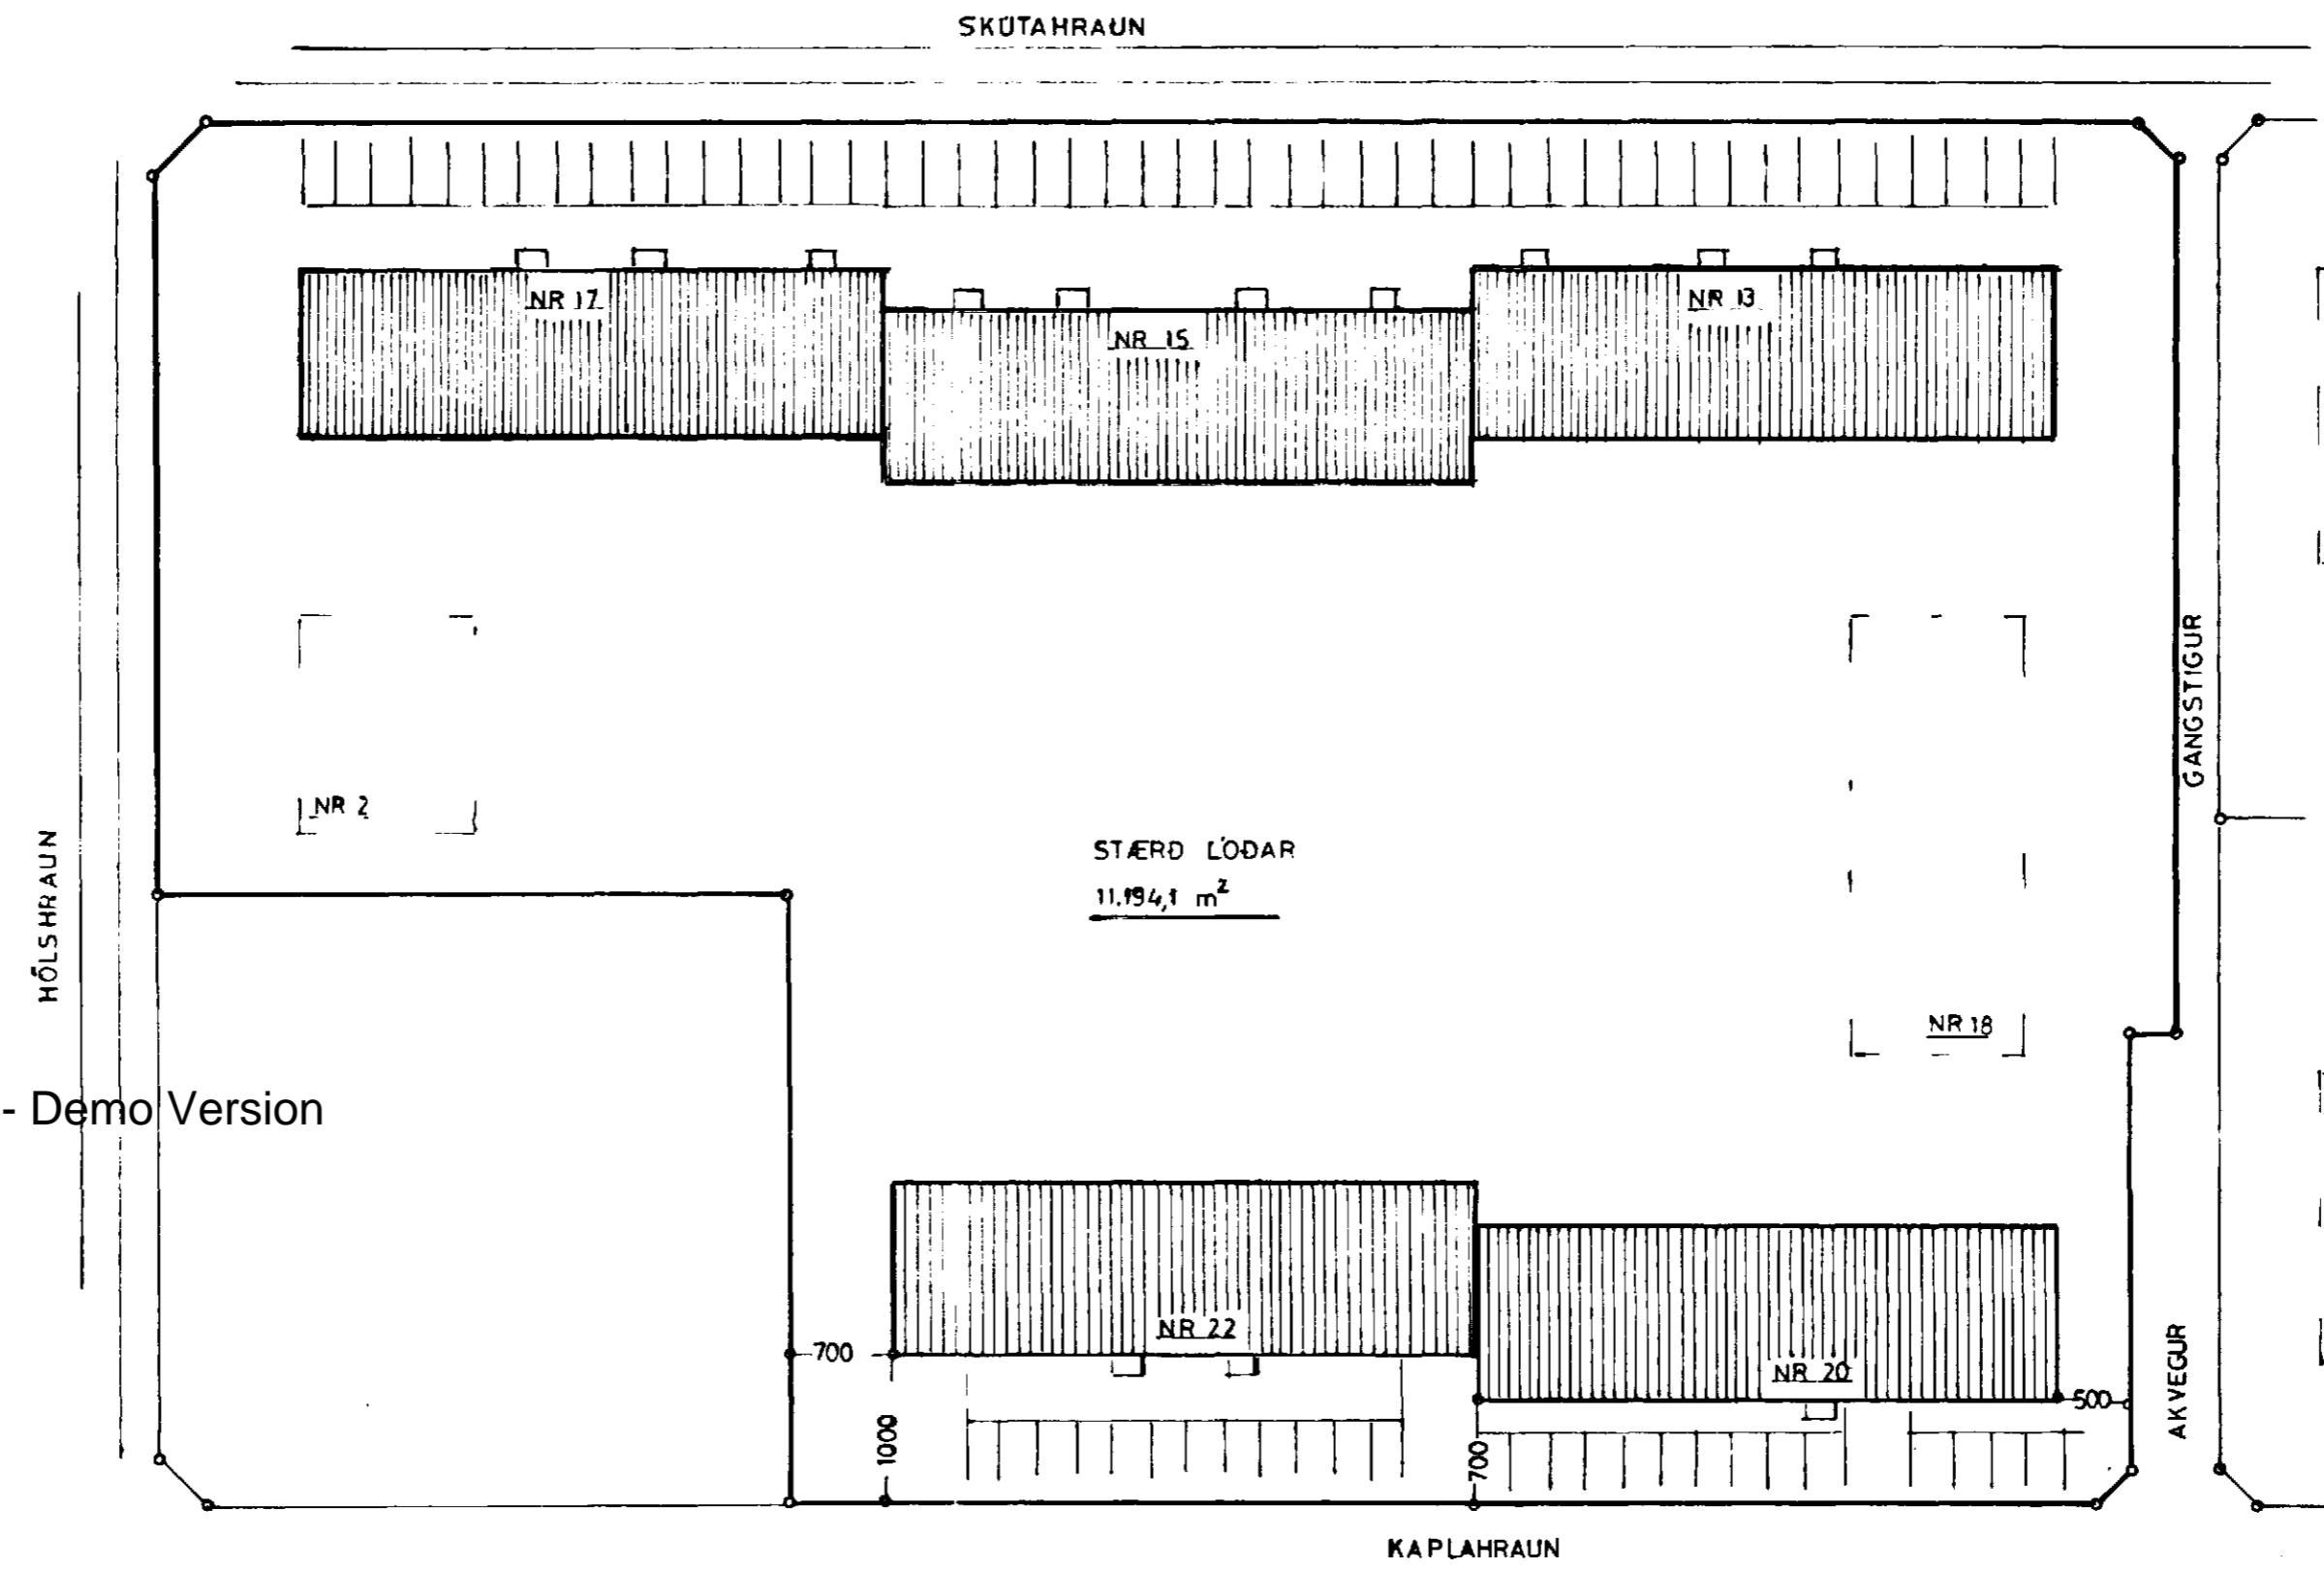 SKÚTAHRAUN
NR 17
NR 15
NR 13
GANGSTIGUR
NR 2
HÓLSHRAUN
STÆRÐ LÓÐAR
11.194,1 m²
NR 18
- Demo Version
NR 22
700
NR 20
500
1000
700
AKVEGUR
KAPLAHRAUN